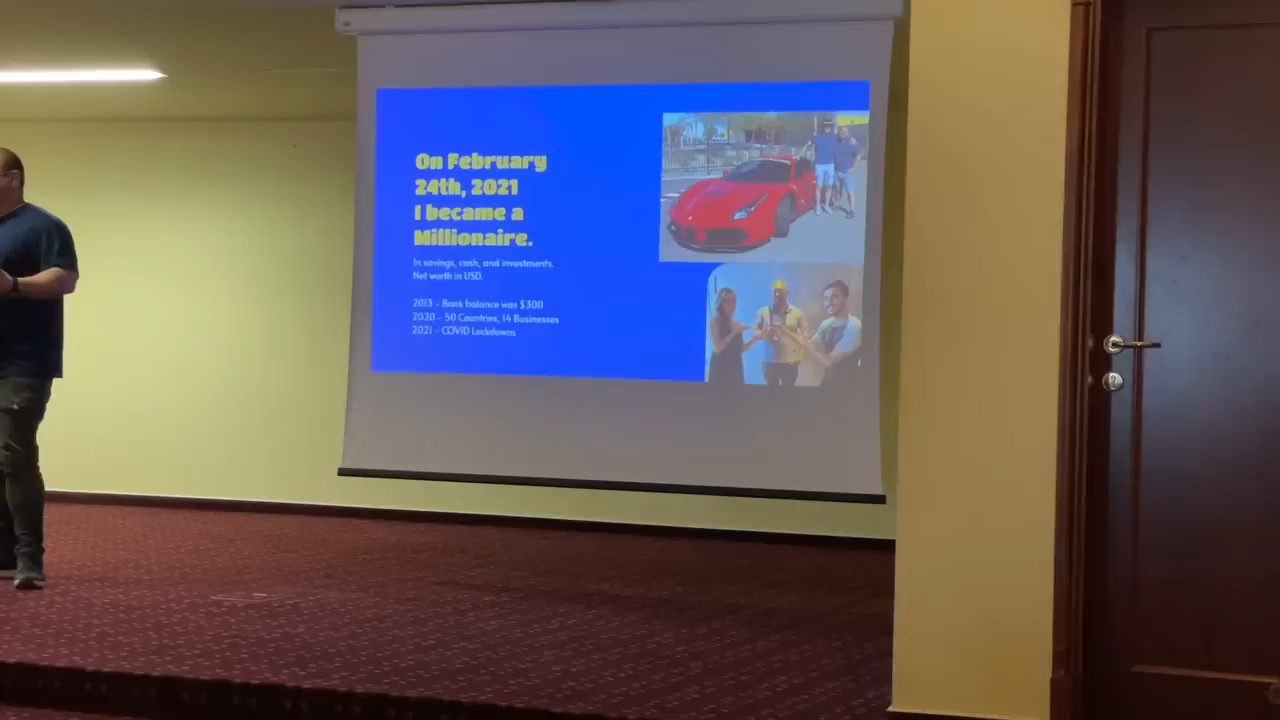 On February
24th, 2021
I became a
Millionaire.
In savings, cash, and investments.
Net worth in USD.
2013 - Bank balance was $300
2020 - 50 Countries, 14 Businesses
2021 - COVID Lockdowns